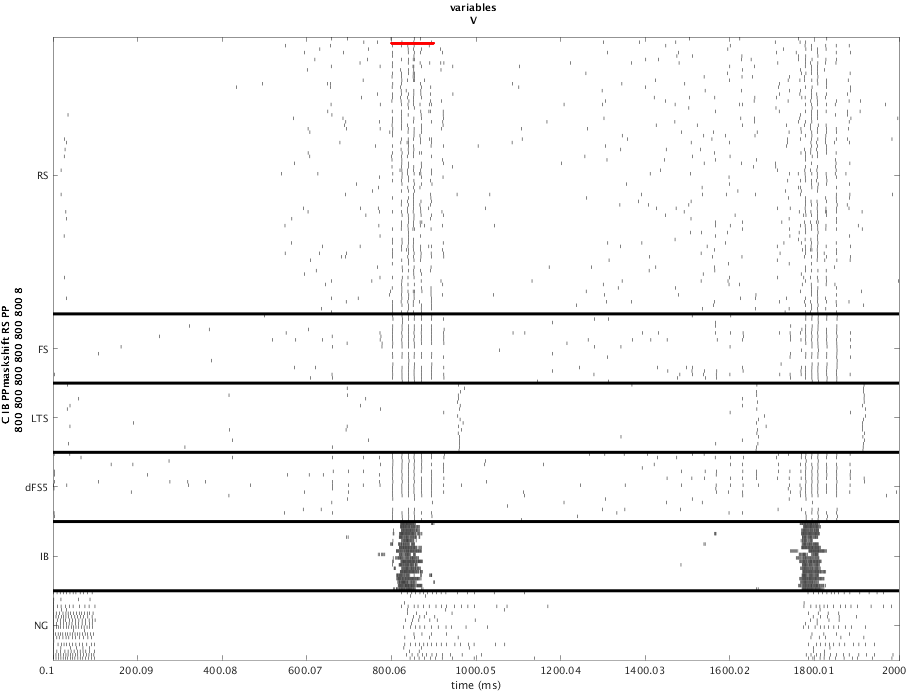 variables
V
C IB PPmaskshift RS PP
800 800 800 800 800 800 8
RS
FS
LTS
dFS5
IB
NG
0.1 200.09 400.08 600.07 800.06 1000.05 1200.04 1400.03 1600.02 1800.01 2000
time (ms)